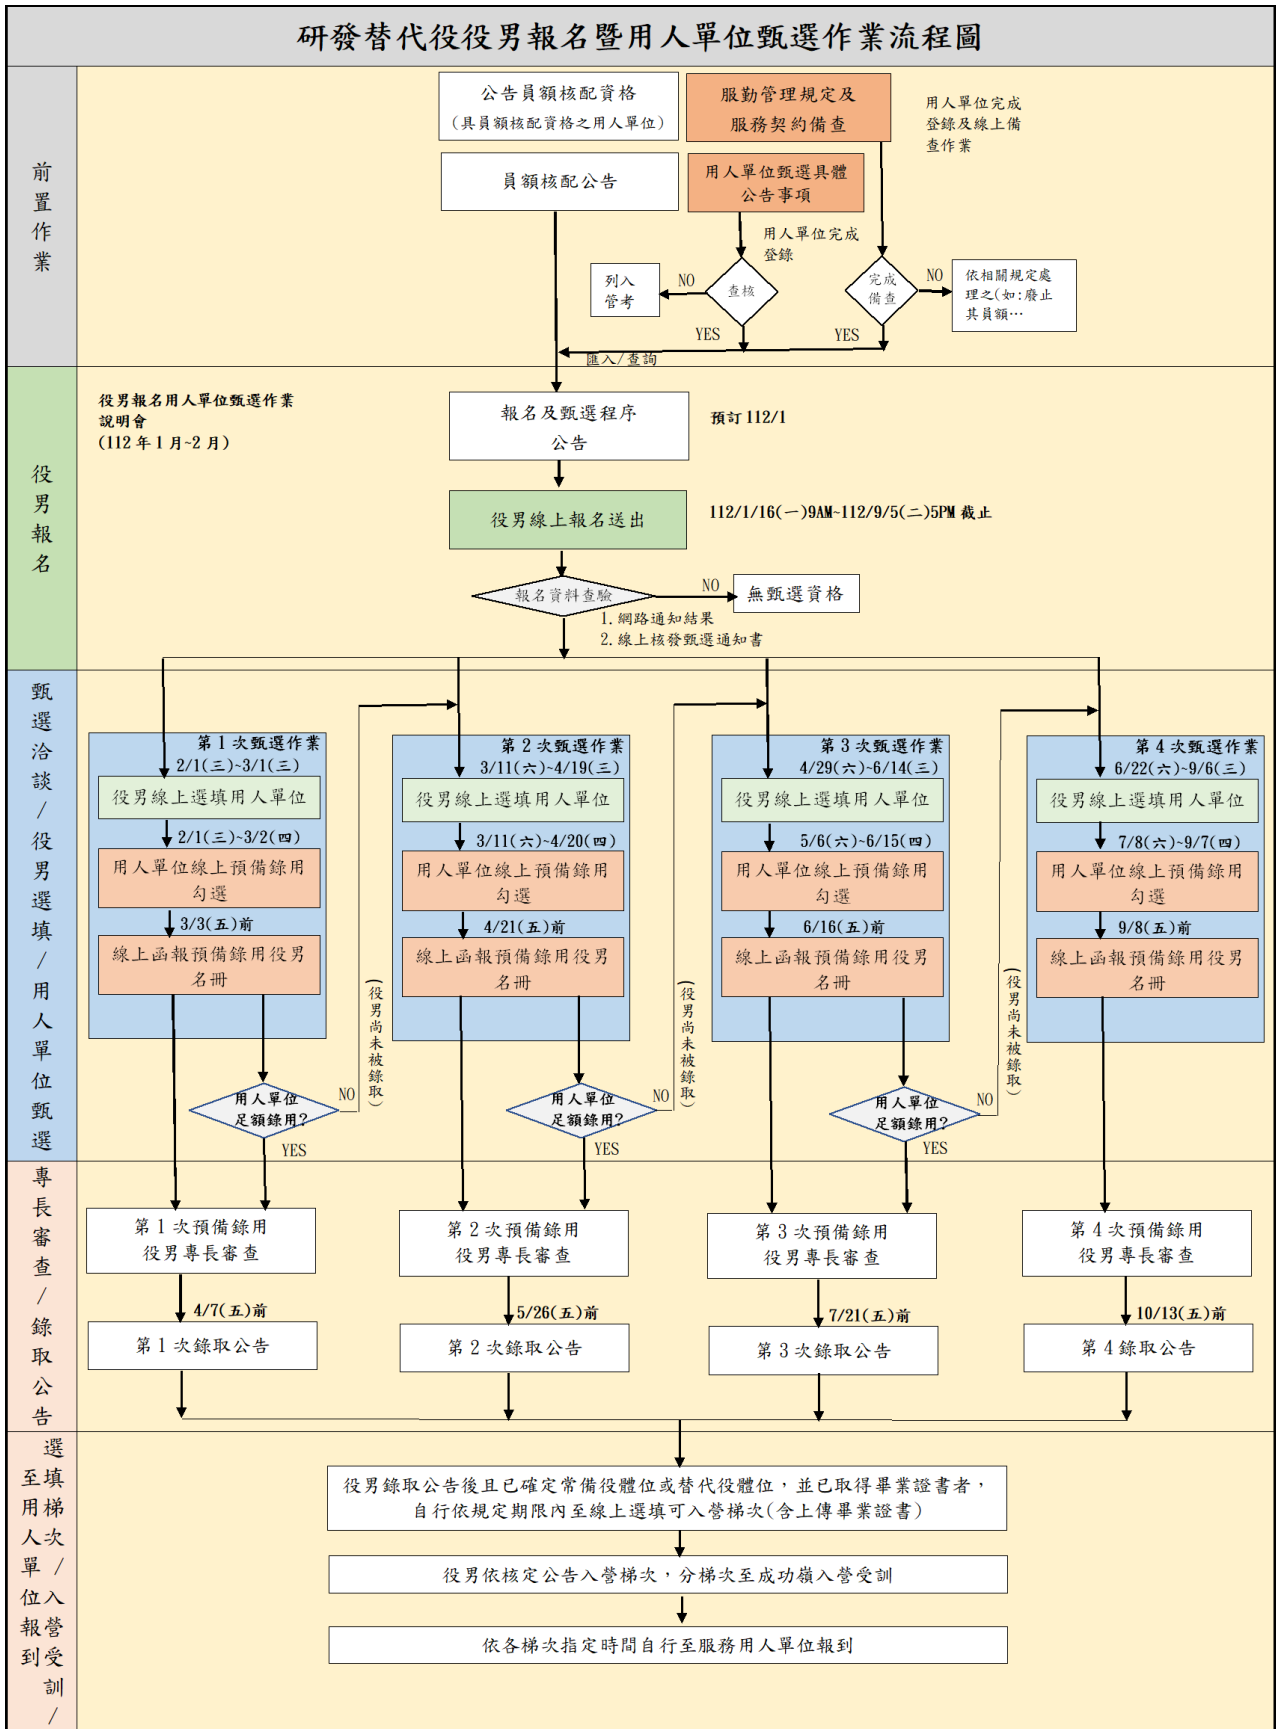 研發替代役役男報名暨用人單位甄選作業流程圖
前置作業
公告員額核配資格
(具員額核配資格之用人單位)
服勤管理規定及
服務契約備查
用人單位完成
登錄及線上備
查作業
員額核配公告
用人單位甄選具體
公告事項
用人單位完成
登錄
列入
管考
NO
查核
完成
備查
NO
依相關規定處
理之(如:廢止
其員額…
YES
YES
匯入/查詢
役男報名
役男報名用人單位甄選作業
說明會
(112 年 1 月~2 月)
報名及甄選程序
公告
預訂 112/1
役男線上報名送出
112/1/16(一)9AM~112/9/5(二)5PM 截止
報名資料查驗
NO
無甄選資格
1. 網路通知結果
2. 線上核發甄選通知書
甄選洽談/役男選填/用人單位甄選
第 1 次甄選作業
2/1(三)~3/1(三)
役男線上選填用人單位
2/1(三)~3/2(四)
用人單位線上預備錄用
勾選
3/3(五)前
線上函報預備錄用役男
名冊
用人單位
足額錄用?
NO
YES
(役男尚未被錄取)
第 2 次甄選作業
3/11(六)~4/19(三)
役男線上選填用人單位
3/11(六)~4/20(四)
用人單位線上預備錄用
勾選
4/21(五)前
線上函報預備錄用役男
名冊
用人單位
足額錄用?
NO
YES
(役男尚未被錄取)
第 3 次甄選作業
4/29(六)~6/14(三)
役男線上選填用人單位
5/6(六)~6/15(四)
用人單位線上預備錄用
勾選
6/16(五)前
線上函報預備錄用役男
名冊
用人單位
足額錄用?
NO
YES
(役男尚未被錄取)
第 4 次甄選作業
6/22(六)~9/6(三)
役男線上選填用人單位
7/8(六)~9/7(四)
用人單位線上預備錄用
勾選
9/8(五)前
線上函報預備錄用役男
名冊
專長審查/錄取公告
第 1 次預備錄用
役男專長審查
4/7(五)前
第 1 次錄取公告
第 2 次預備錄用
役男專長審查
5/26(五)前
第 2 次錄取公告
第 3 次預備錄用
役男專長審查
7/21(五)前
第 3 次錄取公告
第 4 次預備錄用
役男專長審查
10/13(五)前
第 4 錄取公告
選填梯次/入營受訓/
至用人單位報到
役男錄取公告後且已確定常備役體位或替代役體位，並已取得畢業證書者，
自行依規定期限內至線上選填可入營梯次(含上傳畢業證書)
役男依核定公告入營梯次，分梯次至成功嶺入營受訓
依各梯次指定時間自行至服務用人單位報到